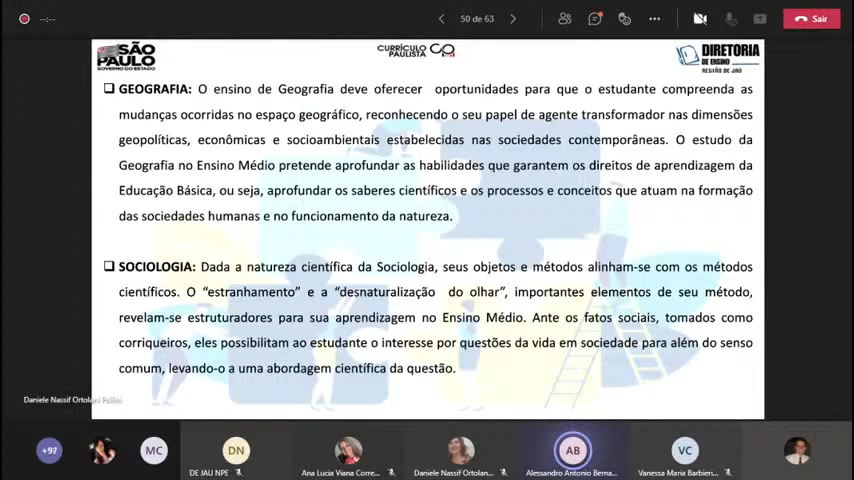 --:--
50 de 63
Sair
SÃO PAULO
GOVERNO DO ESTADO
CURRÍCULO
PAULISTA
DIRETORIA
DE ENSINO
REGIÃO DE JAÚ
GEOGRAFIA: O ensino de Geografia deve oferecer oportunidades para que o estudante compreenda as
mudanças ocorridas no espaço geográfico, reconhecendo o seu papel de agente transformador nas dimensões
geopolíticas, econômicas e socioambientais estabelecidas nas sociedades contemporâneas. O estudo da
Geografia no Ensino Médio pretende aprofundar as habilidades que garantem os direitos de aprendizagem da
Educação Básica, ou seja, aprofundar os saberes científicos e os processos e conceitos que atuam na formação
das sociedades humanas e no funcionamento da natureza.
SOCIOLOGIA: Dada a natureza científica da Sociologia, seus objetos e métodos alinham-se com os métodos
científicos. O “estranhamento” e a “desnaturalização do olhar”, importantes elementos de seu método,
revelam-se estruturadores para sua aprendizagem no Ensino Médio. Ante os fatos sociais, tomados como
corriqueiros, eles possibilitam ao estudante o interesse por questões da vida em sociedade para além do senso
comum, levando-o a uma abordagem científica da questão.
Daniele Nassif Ortolani Pollini
+97
MC
DN
AB
VC
DE JAU NPE
Ana Lucia Viana Corre...
Daniele Nassif Ortolan...
Alessandro Antonio Berna...
Vanessa Maria Barbieri...